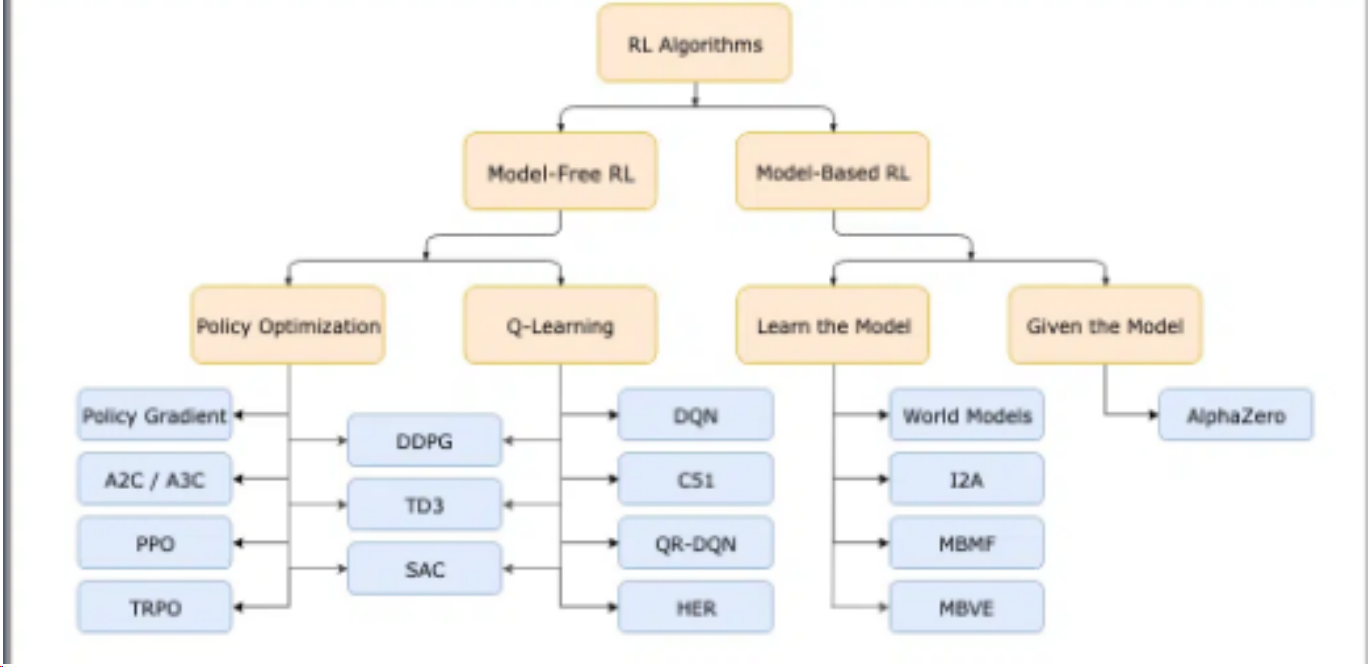 RL Algorithms
Model-Free RL
Model-Based RL
Policy Optimization
Q-Learning
Learn the Model
Given the Model
Policy Gradient
DDPG
DQN
World Models
AlphaZero
A2C / A3C
TD3
C51
I2A
PPO
SAC
QR-DQN
MBMF
TRPO
HER
MBVE